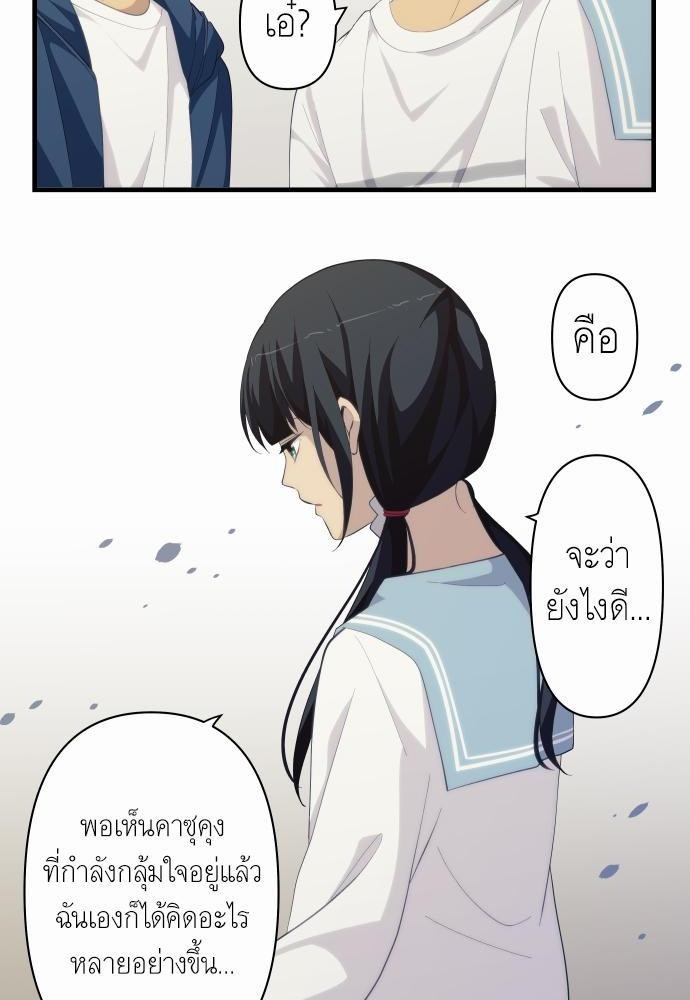 เอ๋?
คือ
จะว่า
ยังไงดี...
พอเห็นคาซุคุง
ที่กำลังกลุ้มใจอยู่แล้ว
ฉันเองก็ได้คิดอะไร
หลายอย่างขึ้น...